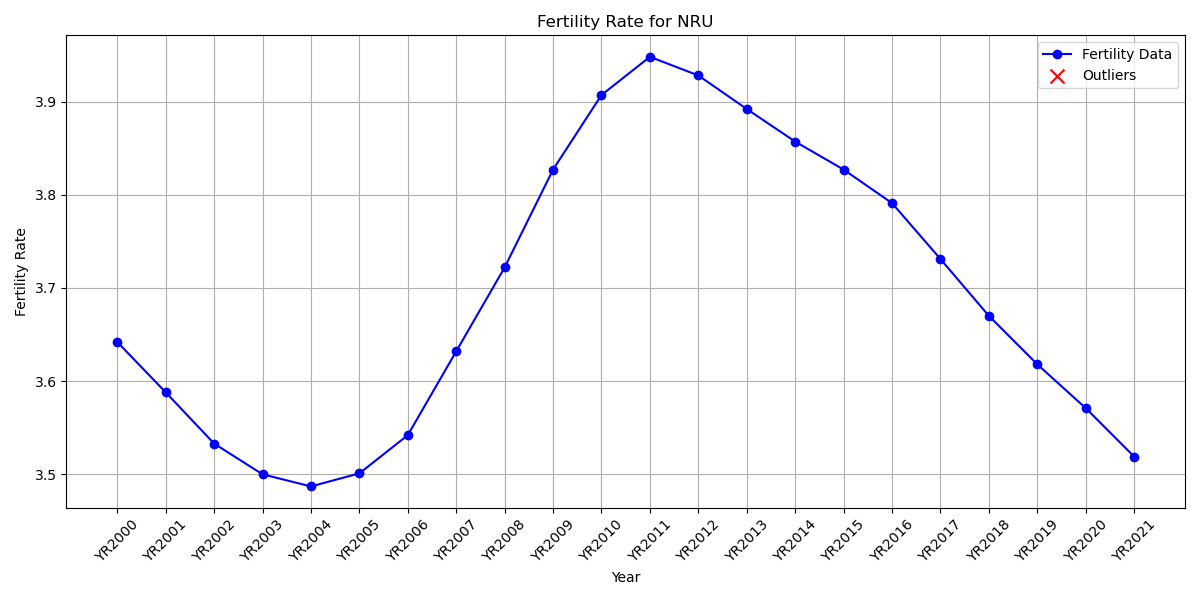 Fertility Rate for NRU
Fertility Data
Outliers
Fertility Rate
3.9
3.8
3.7
3.6
3.5
YR2000
YR2001
YR2002
YR2003
YR2004
YR2005
YR2006
YR2007
YR2008
YR2009
YR2010
YR2011
YR2012
YR2013
YR2014
YR2015
YR2016
YR2017
YR2018
YR2019
YR2020
YR2021
Year